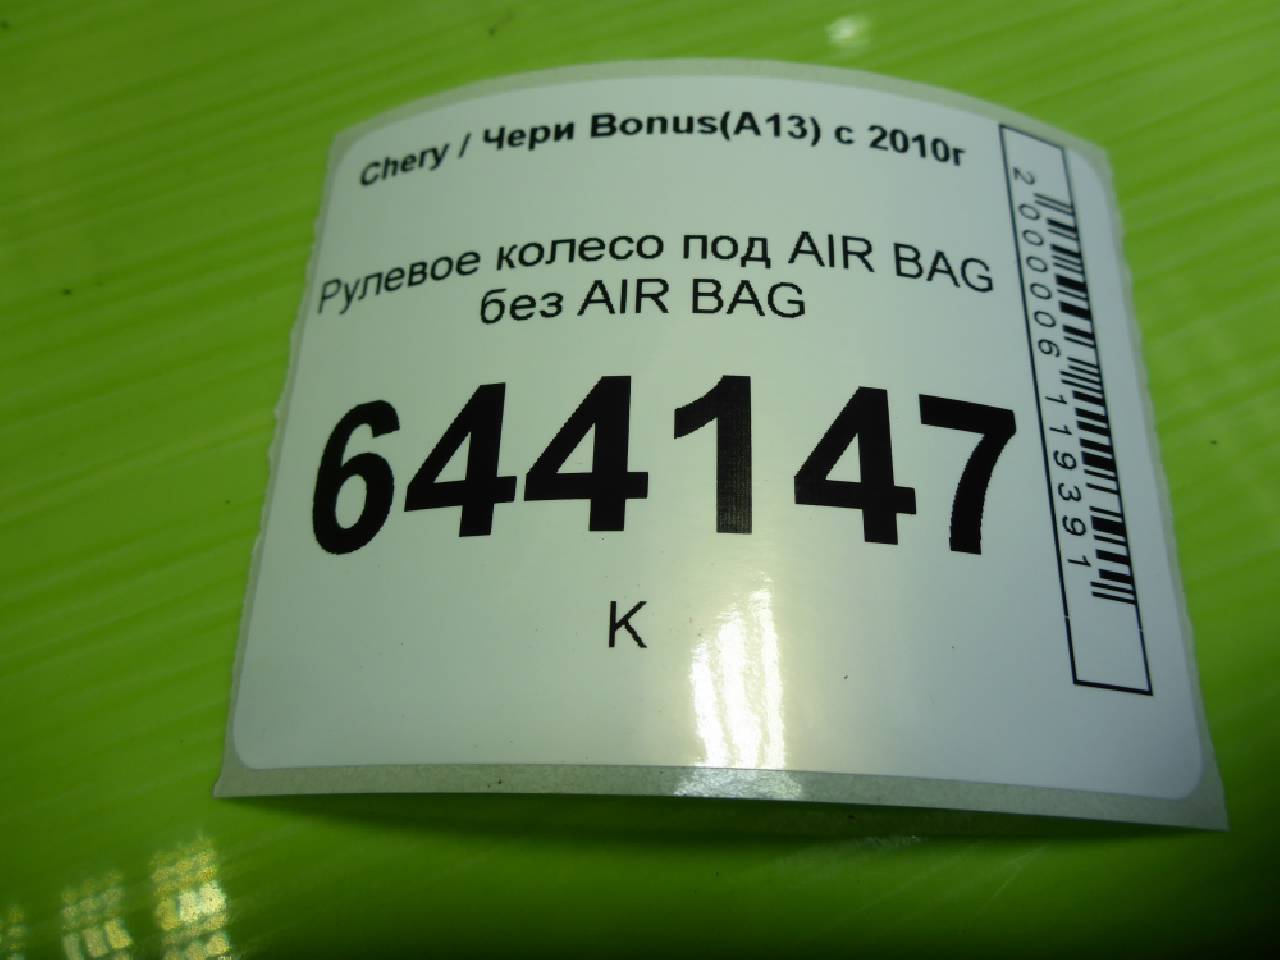 Chery / Чери Bonus(A13) с 2010г
Рулевое колесо под AIR BAG
без AIR BAG
644147
К
2000006119391